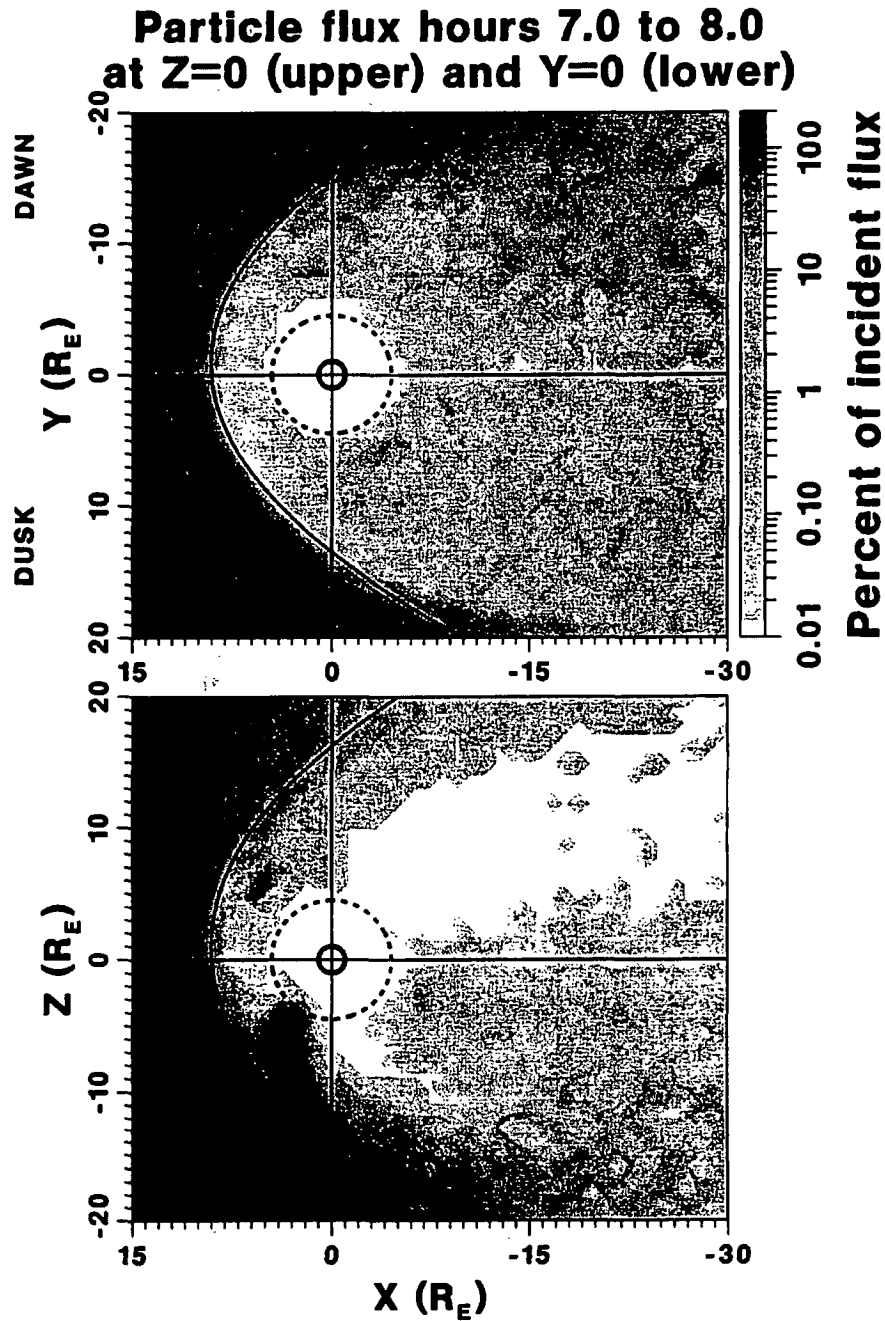 Particle flux hours 7.0 to 8.0
at Z=0 (upper) and Y=0 (lower)
DAWN
DUSK
Y (R_E)
-20
-10
0
10
20
15
0
-15
-30
100
10
1
0.10
0.01
Percent of incident flux
Z (R_E)
20
10
0
-10
-20
15
0
-15
-30
X (R_E)